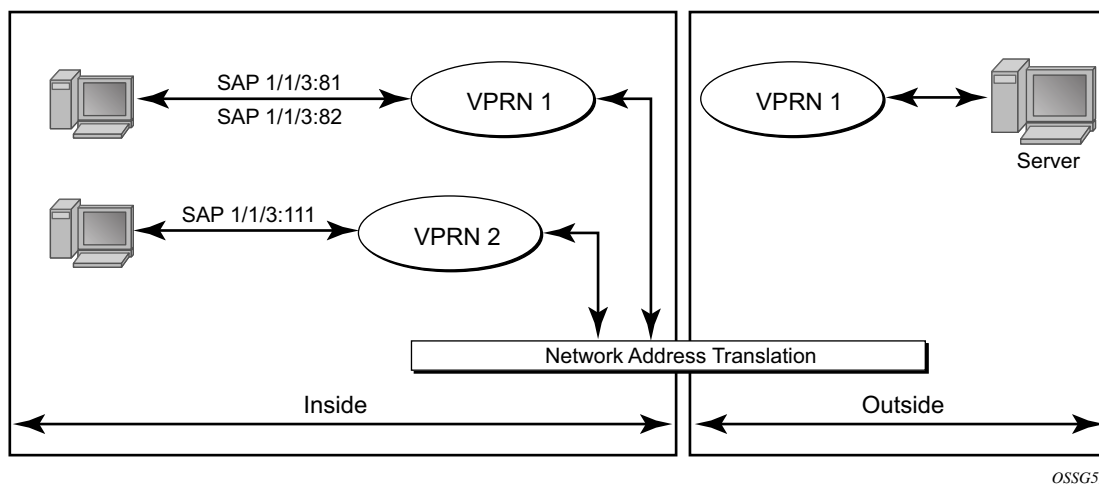 SAP 1/1/3:81
SAP 1/1/3:82
VPRN 1
VPRN 1
Server
SAP 1/1/3:111
VPRN 2
Network Address Translation
Inside
Outside
OSSG5